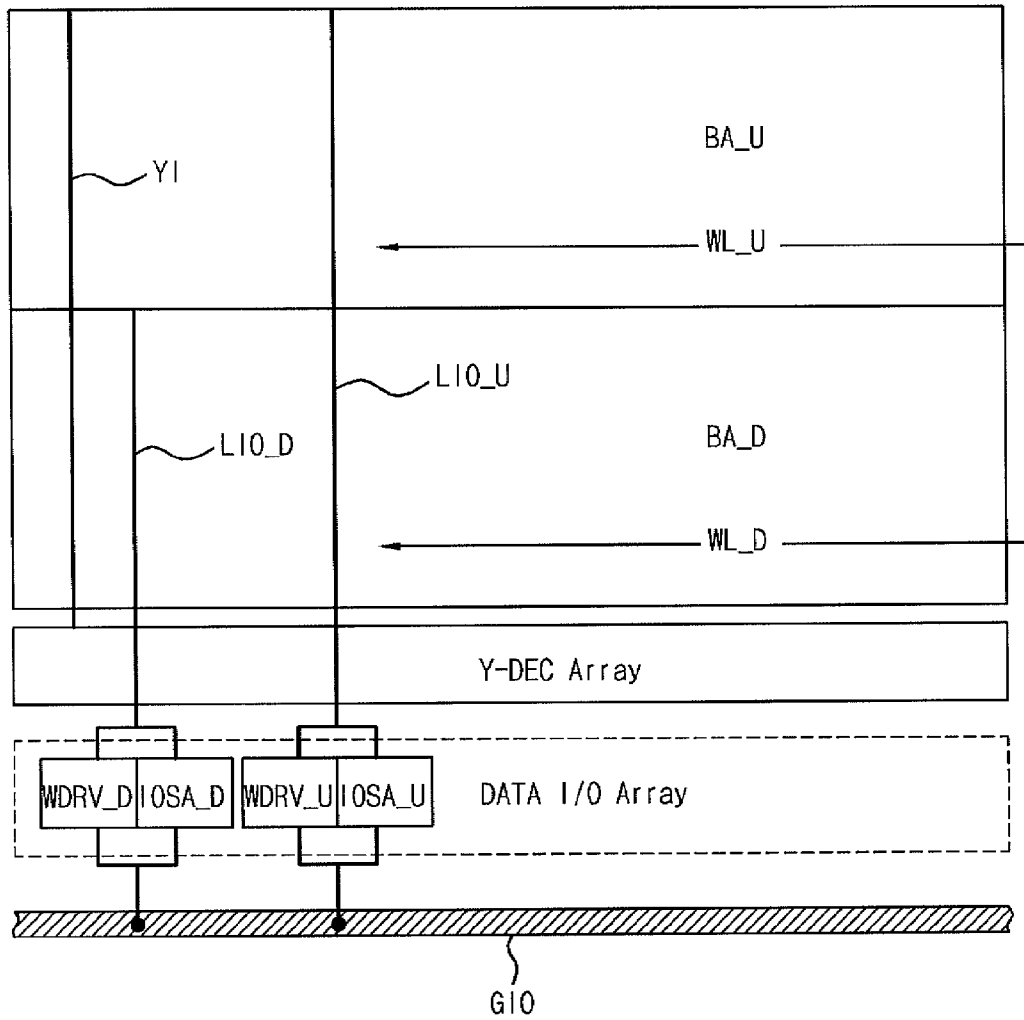 BA_U
YI
WL_U
LIO_U
LIO_D
BA_D
WL_D
Y-DEC Array
WDRV_D IOSA_D WDRV_U IOSA_U DATA I/O Array
GIO